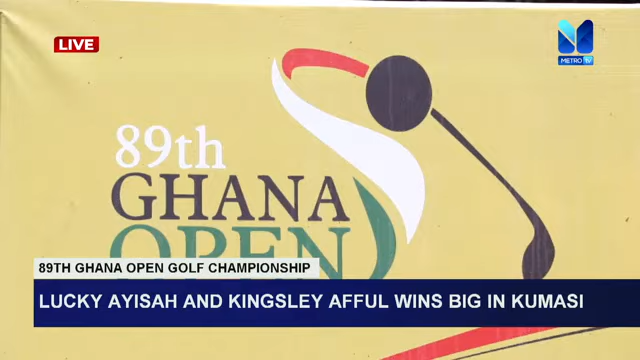 LIVE
METRO TV
89th
GHANA
OPEN
89TH GHANA OPEN GOLF CHAMPIONSHIP
LUCKY AYISAH AND KINGSLEY AFFUL WINS BIG IN KUMASI